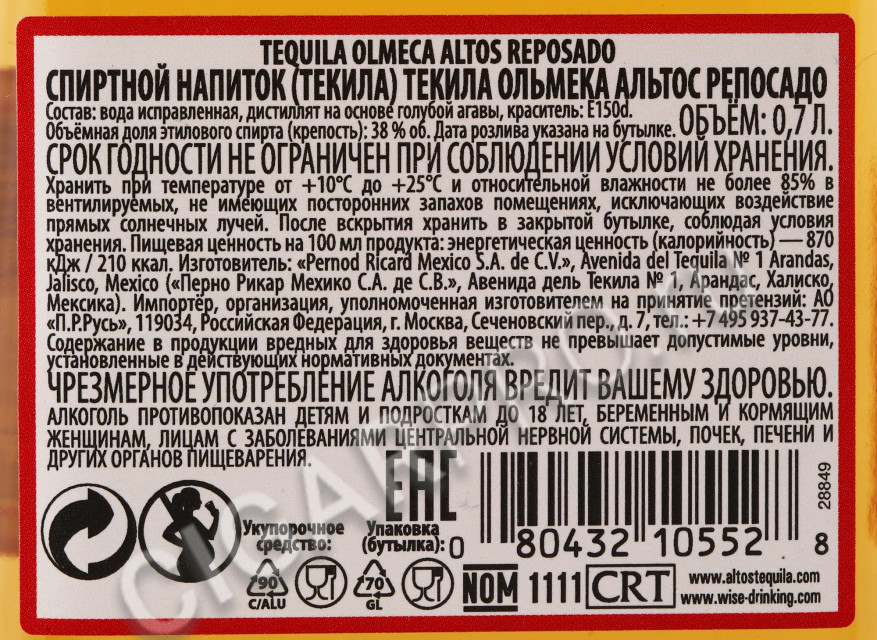 TEQUILA OLMECA ALTOS REPOSADO
СПИРТНОЙ НАПИТОК (ТЕКИЛА) ТЕКИЛА ОЛЬМЕКА АЛЬТОС РЕПОСАДО
Состав: вода исправленная, дистиллят на основе голубой агавы, краситель: Е150d.
Объёмная доля этилового спирта (крепость): 38 % об. Дата розлива указана на бутылке. ОБЪЁМ: 0,7 Л.
СРОК ГОДНОСТИ НЕ ОГРАНИЧЕН ПРИ СОБЛЮДЕНИИ УСЛОВИЙ ХРАНЕНИЯ.
Хранить при температуре от +10°С до +25°С и относительной влажности не более 85% в
вентилируемых, не имеющих посторонних запахов помещениях, исключающих воздействие
прямых солнечных лучей. После вскрытия хранить в закрытой бутылке, соблюдая условия
хранения. Пищевая ценность на 100 мл продукта: энергетическая ценность (калорийность) — 870
кДж / 210 ккал. Изготовитель: «Pernod Ricard Mexico S.A. de C.V.», Avenida del Tequila № 1 Arandas,
Jalisco, Mexico («Перно Рикар Мехико С.А. де С.В.», Авенида дель Текила № 1, Арандас, Халиско,
Мексика). Импортёр, организация, уполномоченная изготовителем на принятие претензий: АО
«П.Р.Русь», 119034, Российская Федерация, г. Москва, Сеченовский пер., д. 7, тел.: +7 495 937-43-77.
Содержание в продукции вредных для здоровья веществ не превышает допустимые уровни,
установленные в действующих нормативных документах.
ЧРЕЗМЕРНОЕ УПОТРЕБЛЕНИЕ АЛКОГОЛЯ ВРЕДИТ ВАШЕМУ ЗДОРОВЬЮ.
АЛКОГОЛЬ ПРОТИВОПОКАЗАН ДЕТЯМ И ПОДРОСТКАМ ДО 18 ЛЕТ, БЕРЕМЕННЫМ И КОРМЯЩИМ
ЖЕНЩИНАМ, ЛИЦАМ С ЗАБОЛЕВАНИЯМИ ЦЕНТРАЛЬНОЙ НЕРВНОЙ СИСТЕМЫ, ПОЧЕК, ПЕЧЕНИ И
ДРУГИХ ОРГАНОВ ПИЩЕВАРЕНИЯ.
EAC
28849
Укупорочное
средство:
Упаковка
(бутылка):
0 80432 10552 8
90
C/ALU
70
GL
NOM 1111 CRT
www.altostequila.com
www.wise-drinking.com
CIGARPRO.RU